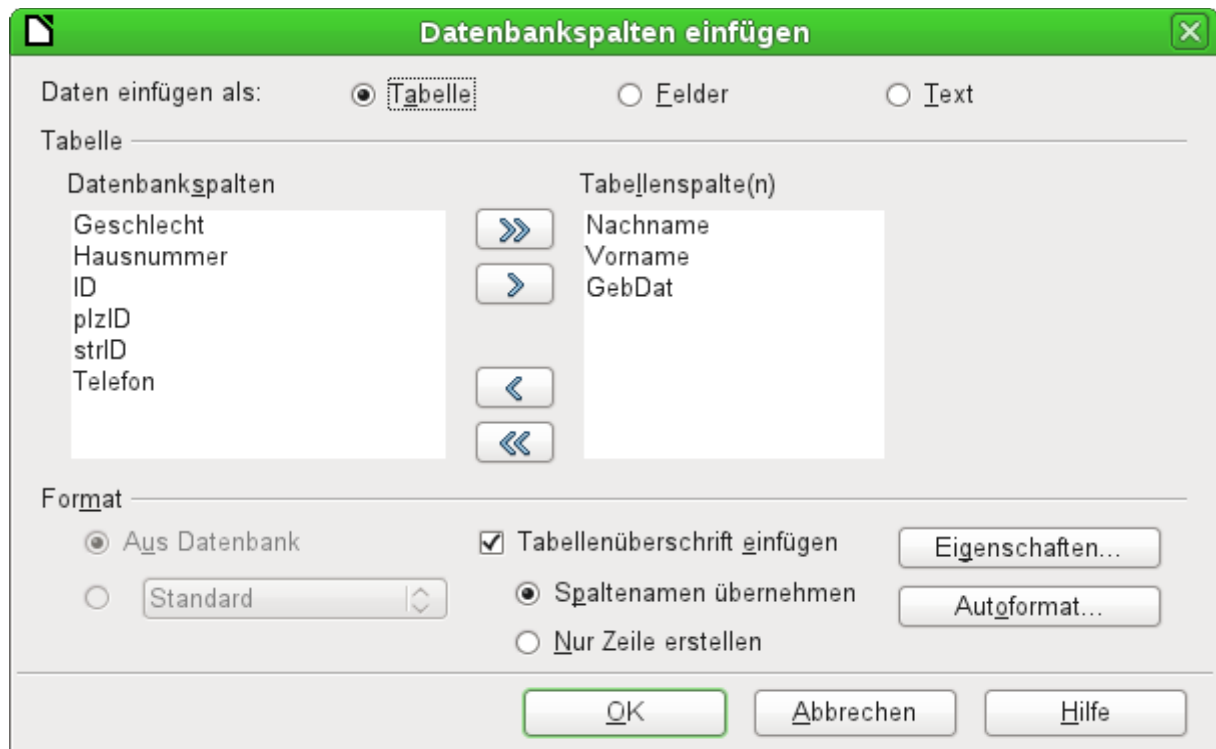 Datenbankspalten einfügen
Daten einfügen als: Tabelle Felder Text
Tabelle
Datenbankspalten Tabellenspalte(n)
Geschlecht Nachname
Hausnummer Vorname
ID GebDat
plzID
strID
Telefon
Format
Aus Datenbank Tabellenüberschrift einfügen Eigenschaften...
Standard Spaltenamen übernehmen Autoformat...
Nur Zeile erstellen
OK Abbrechen Hilfe